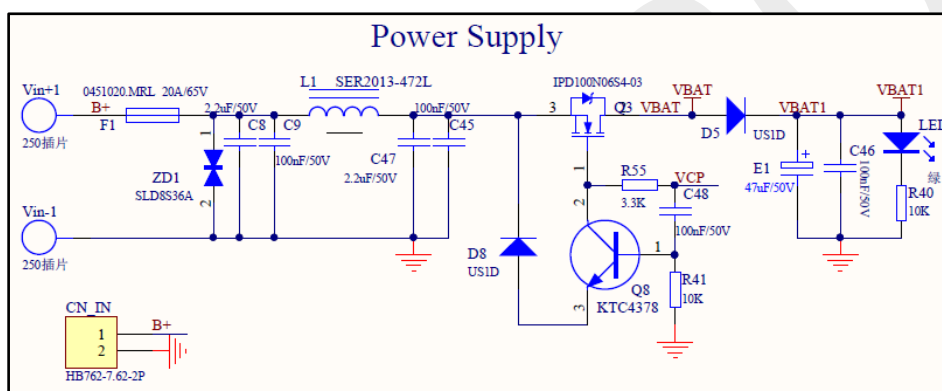 Power Supply
Vin+1
0451020.MRL 20A/65V
B+
F1
250插片
L1 SER2013-472L
2.2uF/50V
C8
C9
100nF/50V
100nF/50V
C47
C45
2.2uF/50V
1
ZD1
SLD8S36A
2
Vin-1
250插片
IPD100N06S4-03
3
VBAT
VBAT
1
D5
US1D
VBAT1
VBAT1
LED
绿
E1
47uF/50V
C46
100nF/50V
R40
10K
R55
3.3K
VCP
C48
100nF/50V
2
1
3
Q8
KTC4378
R41
10K
D8
US1D
CN_IN
1
2
B+
HB762-7.62-2P